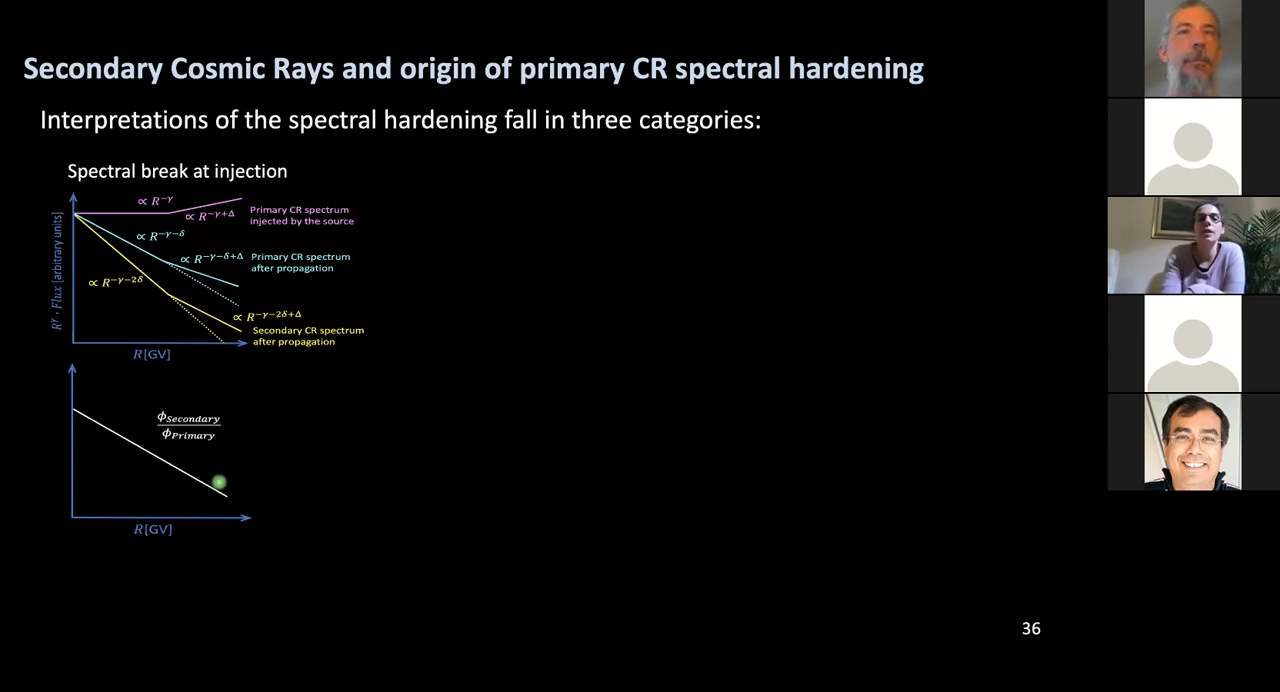 Secondary Cosmic Rays and origin of primary CR spectral hardening
Interpretations of the spectral hardening fall in three categories:
Spectral break at injection
R^γ · Flux [arbitrary units]
∝ R^−γ
∝ R^−γ+Δ
Primary CR spectrum
injected by the source
∝ R^−γ−δ
∝ R^−γ−δ+Δ
Primary CR spectrum
after propagation
∝ R^−γ−2δ
∝ R^−γ−2δ+Δ
Secondary CR spectrum
after propagation
R[GV]
ϕ_Secondary
ϕ_Primary
R[GV]
36